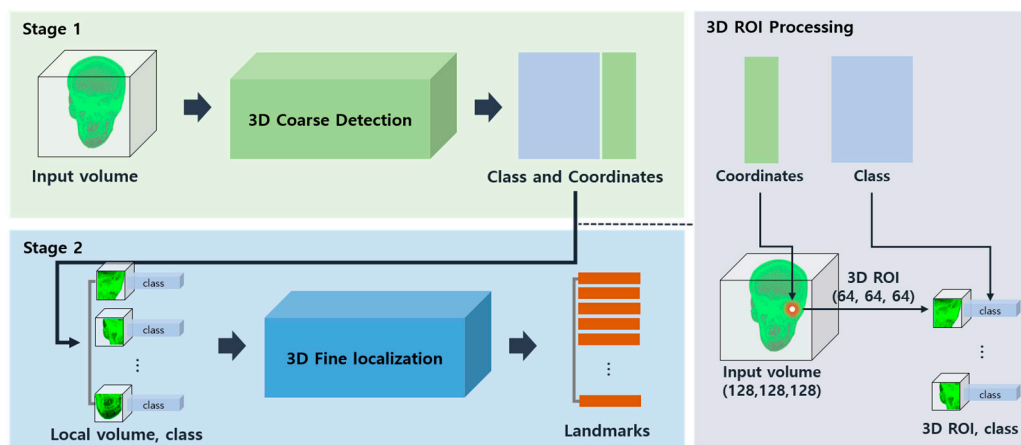 Stage 1
3D Coarse Detection
Input volume
Class and Coordinates
Stage 2
class
class
⋮
class
3D Fine localization
⋮
Local volume, class
Landmarks
3D ROI Processing
Coordinates
Class
3D ROI
(64, 64, 64)
class
⋮
Input volume
(128,128,128)
class
3D ROI, class